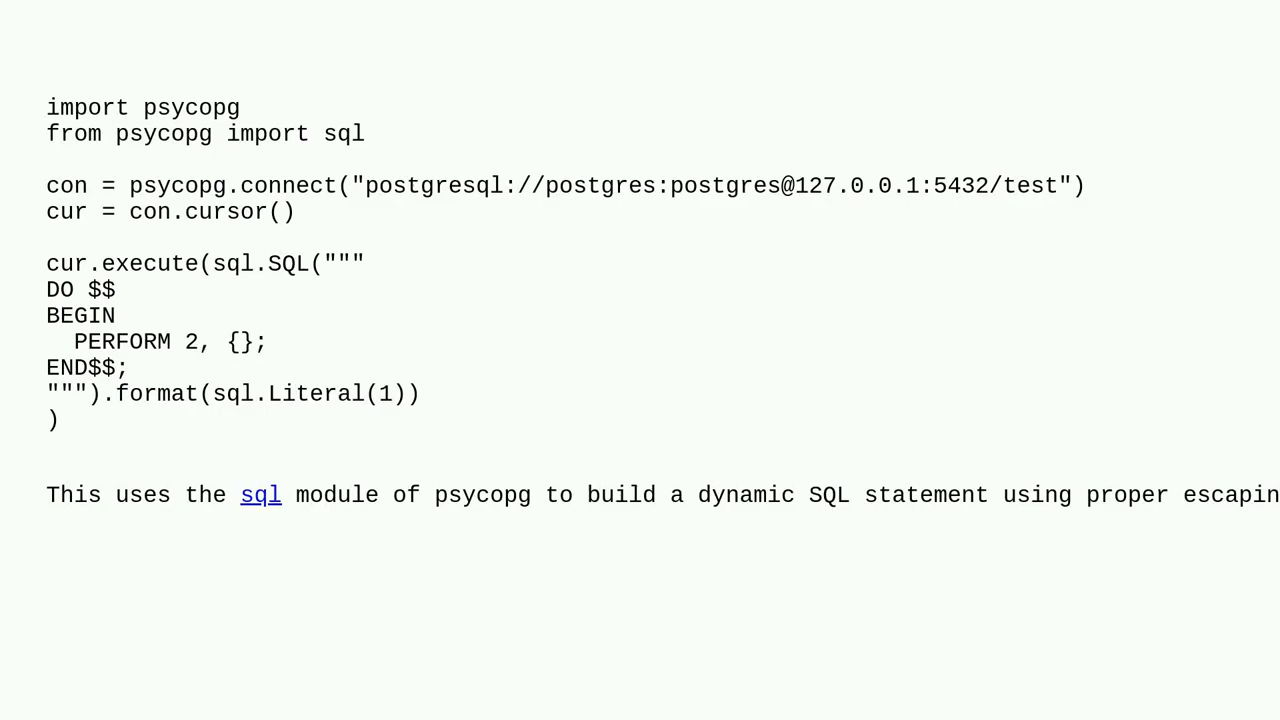 import psycopg
from psycopg import sql

con = psycopg.connect("postgresql://postgres:postgres@127.0.0.1:5432/test")
cur = con.cursor()

cur.execute(sql.SQL("""
DO $$
BEGIN
  PERFORM 2, {};
END$$;
""").format(sql.Literal(1))
)

This uses the sql module of psycopg to build a dynamic SQL statement using proper escapin